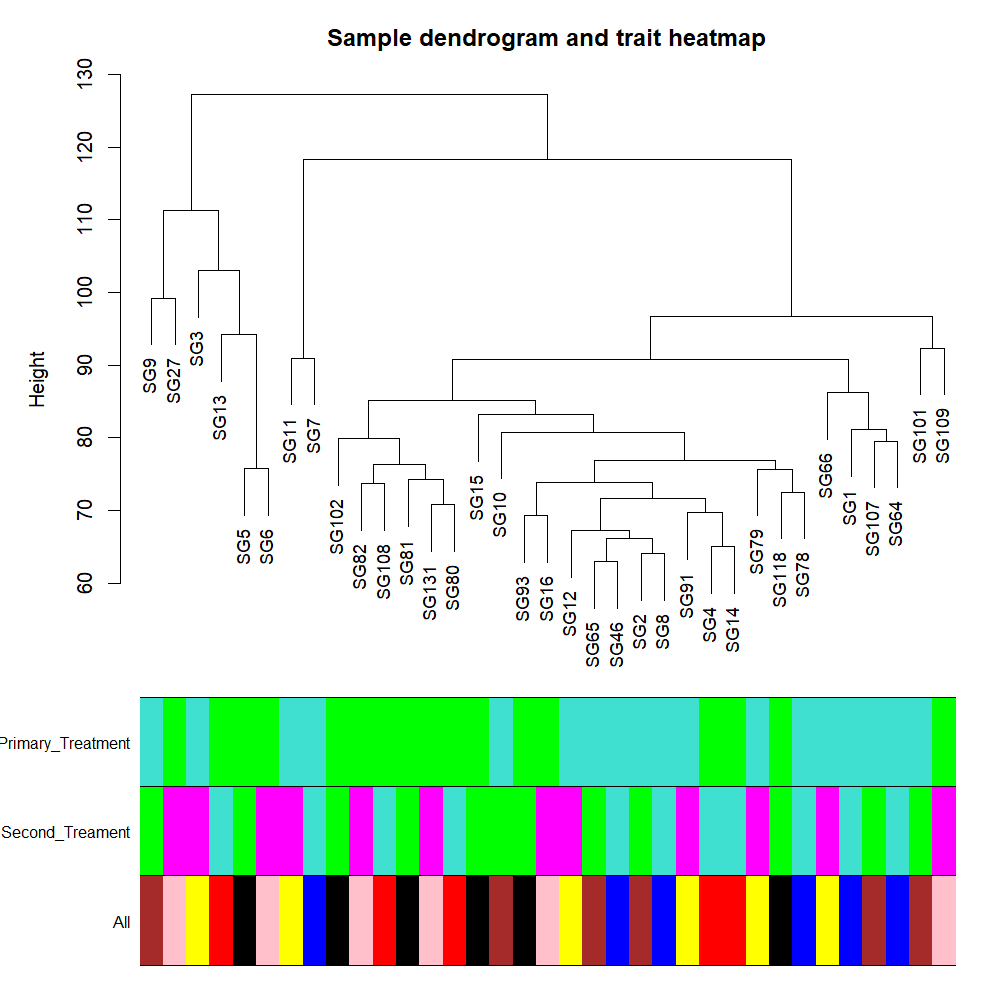 Sample dendrogram and trait heatmap
Height
130
120
110
100
90
80
70
60
SG9
SG27
SG3
SG13
SG5
SG6
SG11
SG7
SG102
SG82
SG108
SG81
SG131
SG80
SG15
SG10
SG93
SG16
SG12
SG65
SG46
SG2
SG8
SG91
SG4
SG14
SG79
SG118
SG78
SG66
SG1
SG107
SG64
SG101
SG109
Primary_Treatment
Second_Treament
All